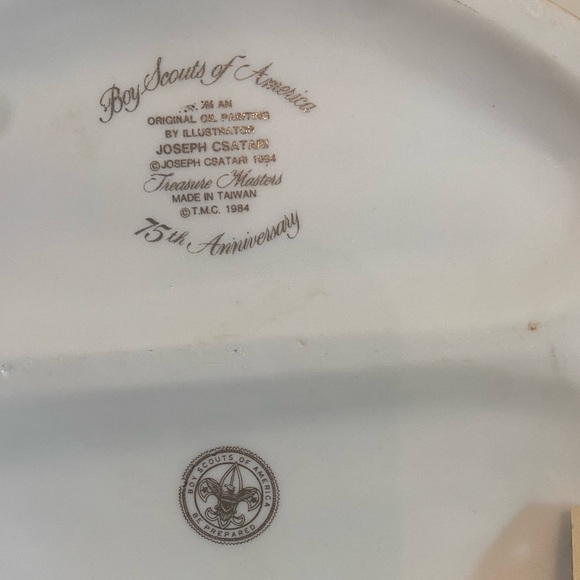 Boy Scouts of America
AN
ORIGINAL OIL PAINTING
BY ILLUSTRATOR
JOSEPH CSATARI
©JOSEPH CSATARI 1984
Treasure Masters
MADE IN TAIWAN
©T.M.C. 1984
75th Anniversary
BOY SCOUTS OF AMERICA
BE PREPARED